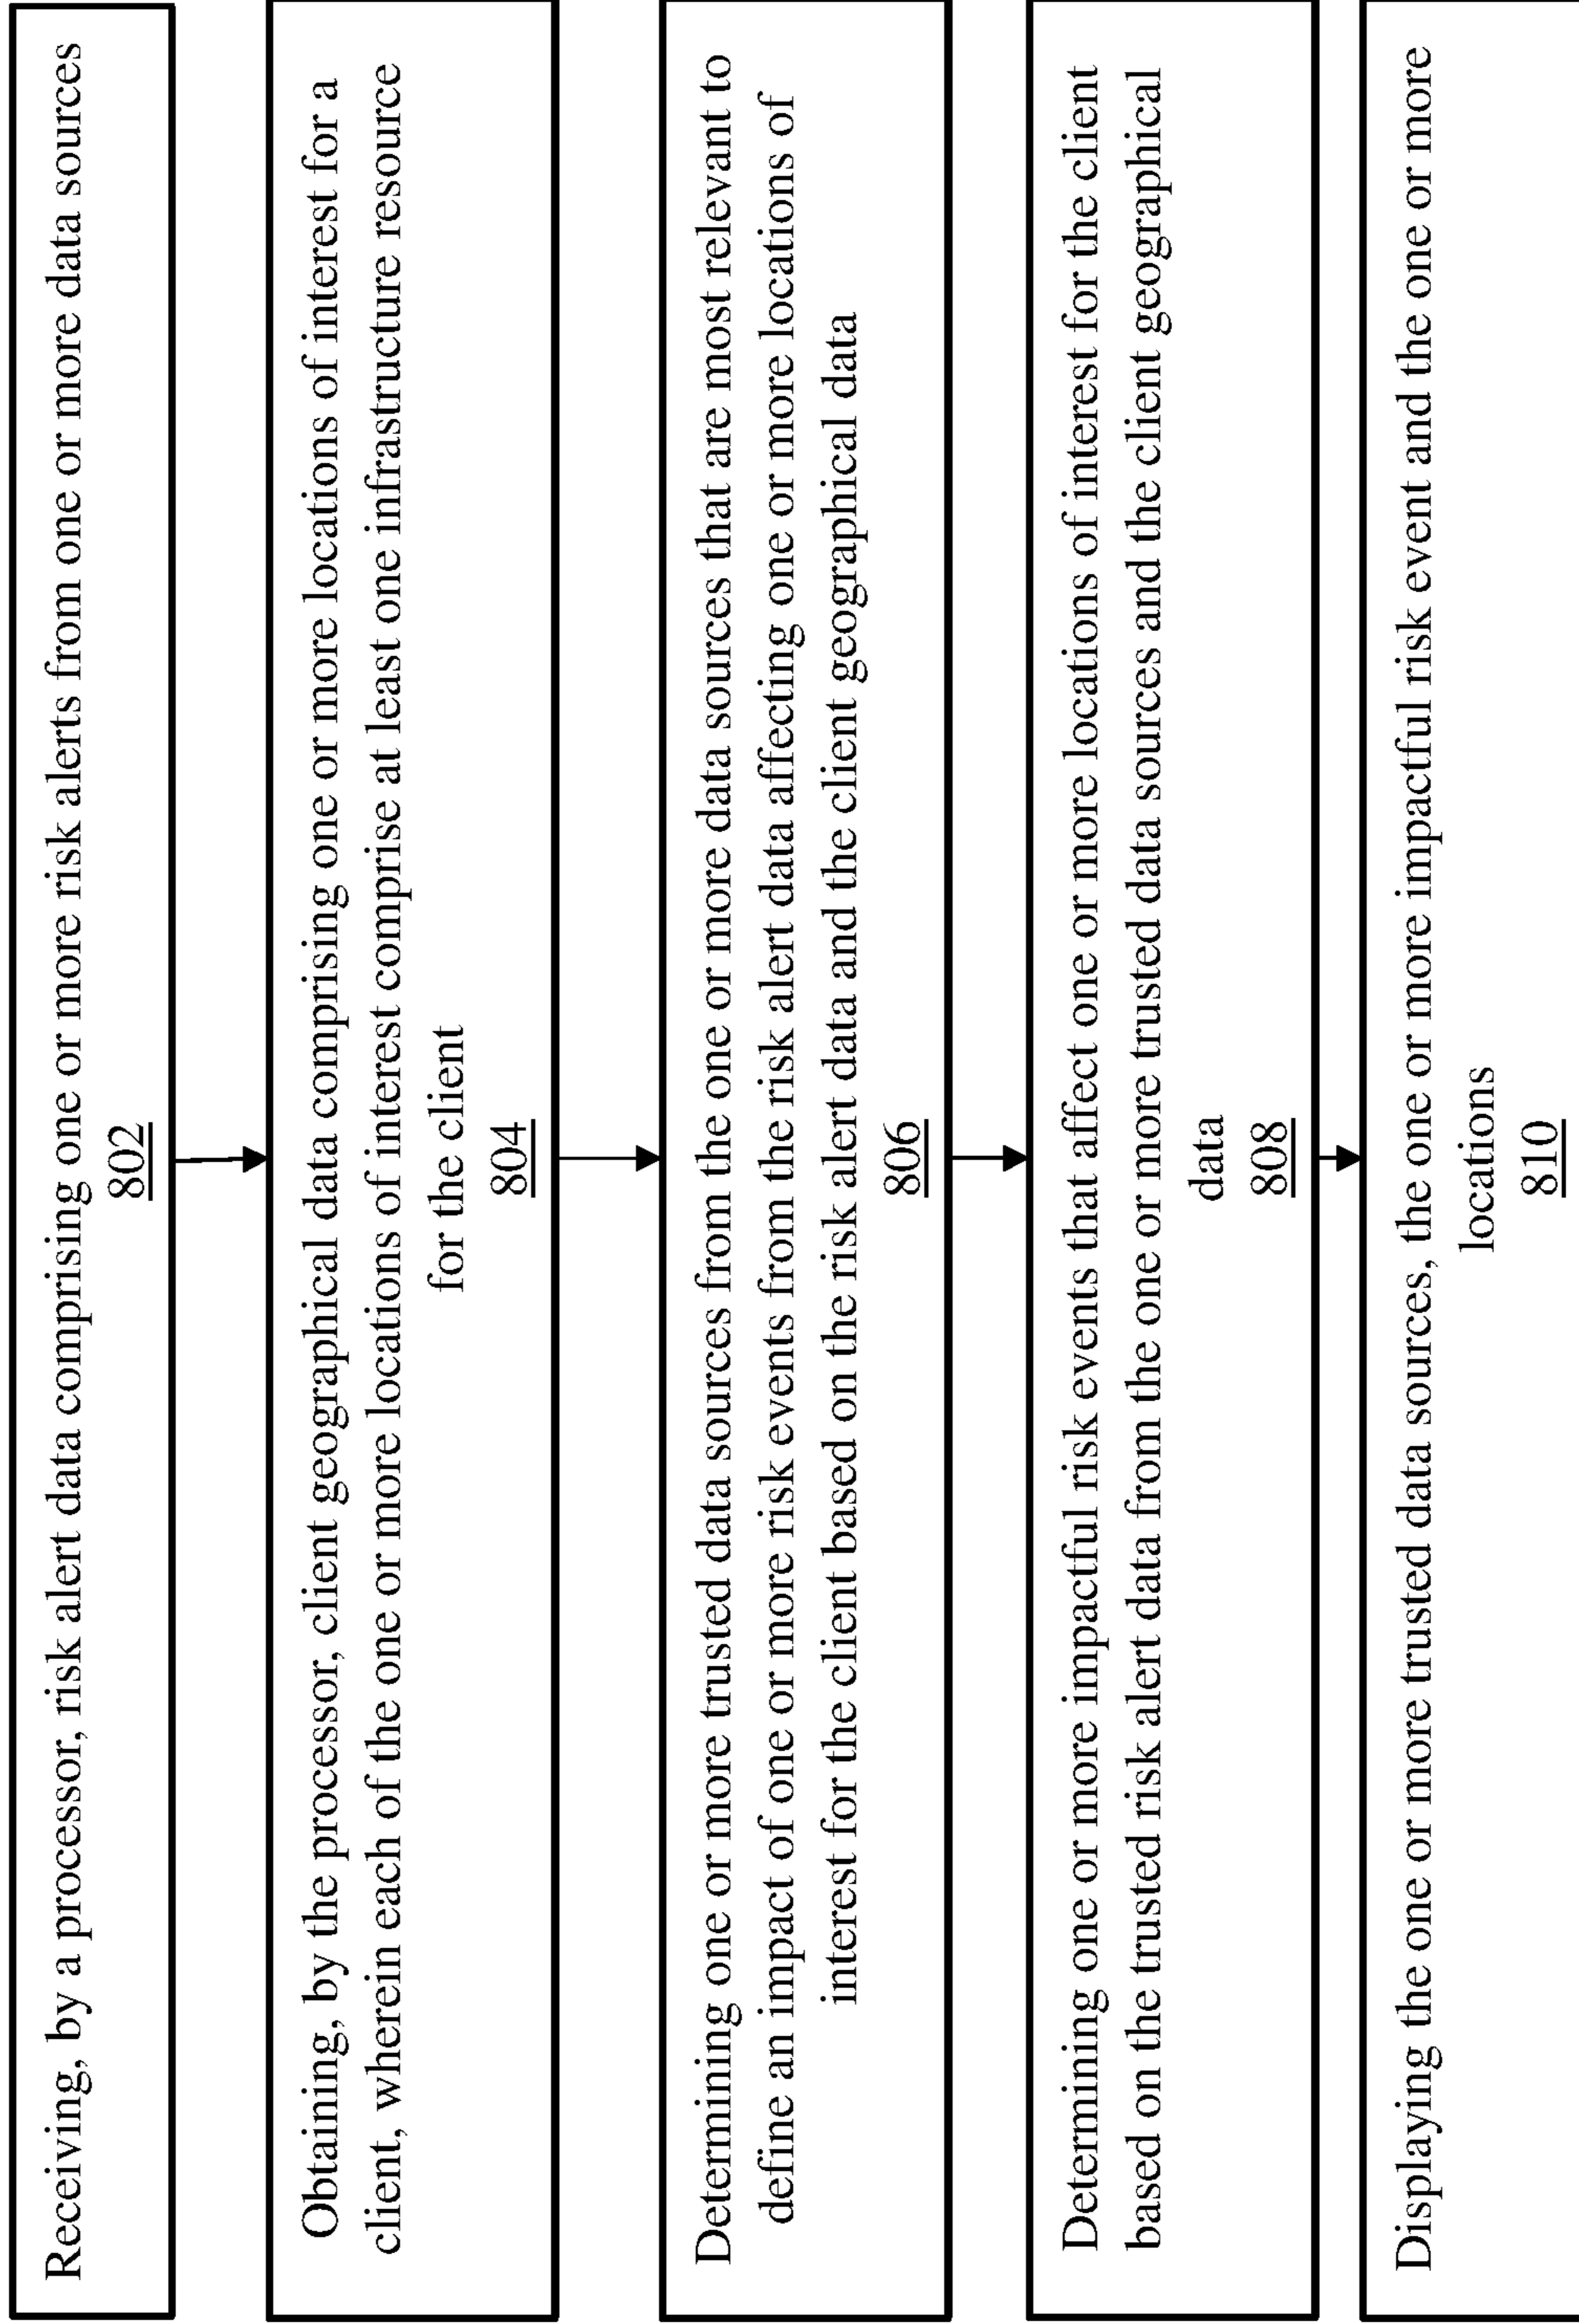 Receiving, by a processor, risk alert data comprising one or more risk alerts from one or more data sources
802
Obtaining, by the processor, client geographical data comprising one or more locations of interest for a
client, wherein each of the one or more locations of interest comprise at least one infrastructure resource
for the client
804
Determining one or more trusted data sources from the one or more data sources that are most relevant to
define an impact of one or more risk events from the risk alert data affecting one or more locations of
interest for the client based on the risk alert data and the client geographical data
806
Determining one or more impactful risk events that affect one or more locations of interest for the client
based on the trusted risk alert data from the one or more trusted data sources and the client geographical
data
808
Displaying the one or more trusted data sources, the one or more impactful risk event and the one or more
locations
810